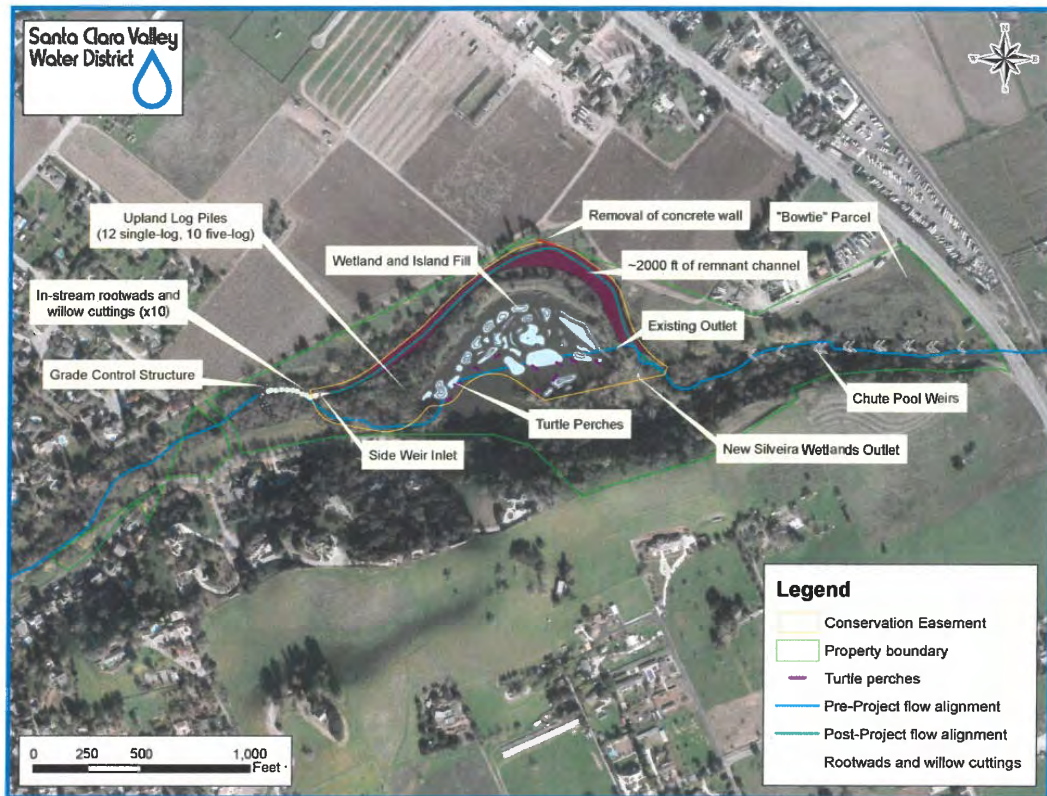 Santa Clara Valley
Water District
N
W E
S
Upland Log Piles
(12 single-log, 10 five-log)
Removal of concrete wall
"Bowtie" Parcel
Wetland and Island Fill
~2000 ft of remnant channel
In-stream rootwads and
willow cuttings (x10)
Existing Outlet
Grade Control Structure
Chute Pool Weirs
Turtle Perches
Side Weir Inlet
New Silveira Wetlands Outlet
Legend
Conservation Easement
Property boundary
Turtle perches
Pre-Project flow alignment
Post-Project flow alignment
Rootwads and willow cuttings
0 250 500 1,000
Feet